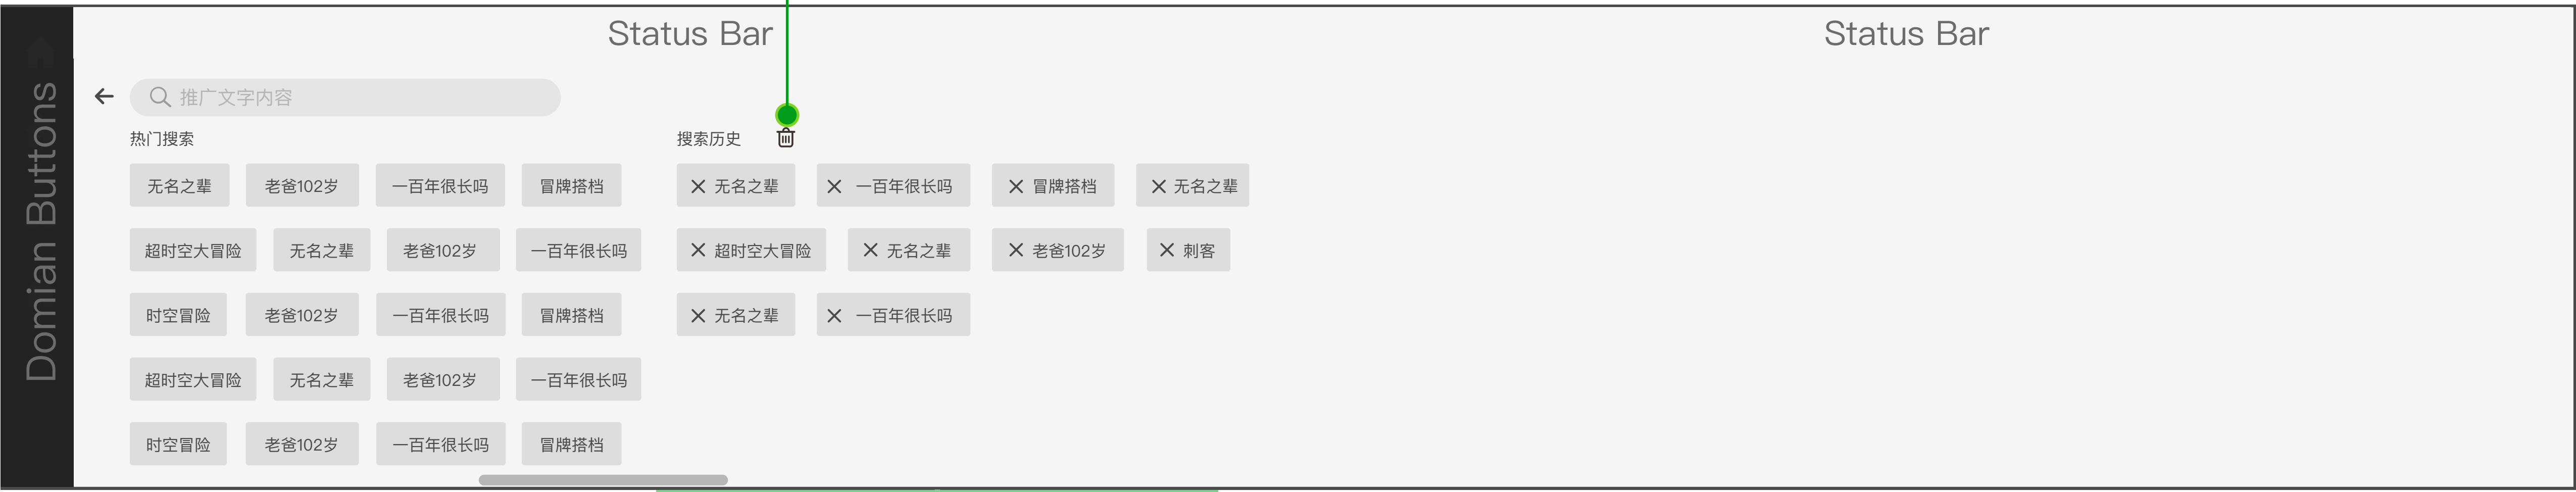 Status Bar
Status Bar
Domian Buttons
推广文字内容
热门搜索
无名之辈 老爸102岁 一百年很长吗 冒牌搭档
超时空大冒险 无名之辈 老爸102岁 一百年很长吗
时空冒险 老爸102岁 一百年很长吗 冒牌搭档
超时空大冒险 无名之辈 老爸102岁 一百年很长吗
时空冒险 老爸102岁 一百年很长吗 冒牌搭档
搜索历史
无名之辈 一百年很长吗 冒牌搭档 无名之辈
超时空大冒险 无名之辈 老爸102岁 刺客
无名之辈 一百年很长吗